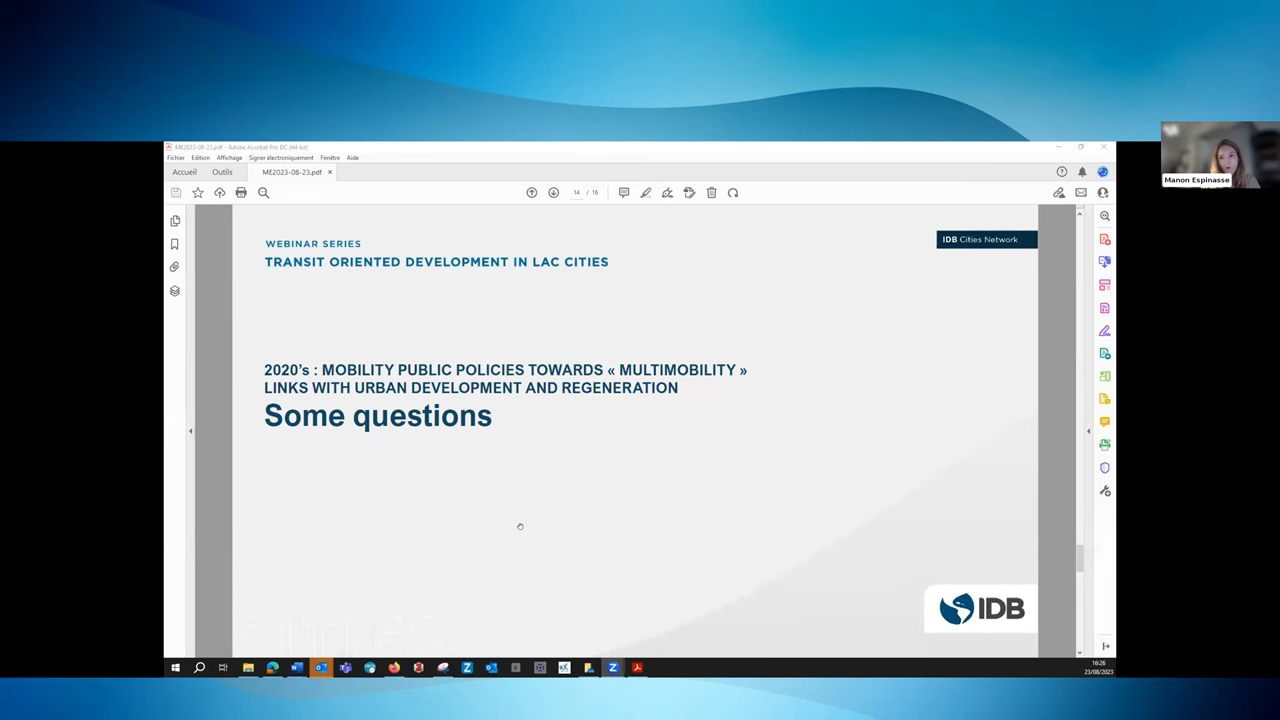 ME2023-08-23.pdf - Adobe Acrobat Pro DC (64-bit)
Fichier Edition Affichage Signer électroniquement Fenêtre Aide
Accueil Outils ME2023-08-23.pdf ×
14 / 16
WEBINAR SERIES
TRANSIT ORIENTED DEVELOPMENT IN LAC CITIES
IDB Cities Network
2020's : MOBILITY PUBLIC POLICIES TOWARDS « MULTIMOBILITY »
LINKS WITH URBAN DEVELOPMENT AND REGENERATION
Some questions
CITIES
IDB
Manon Espinasse
16:26
23/08/2023